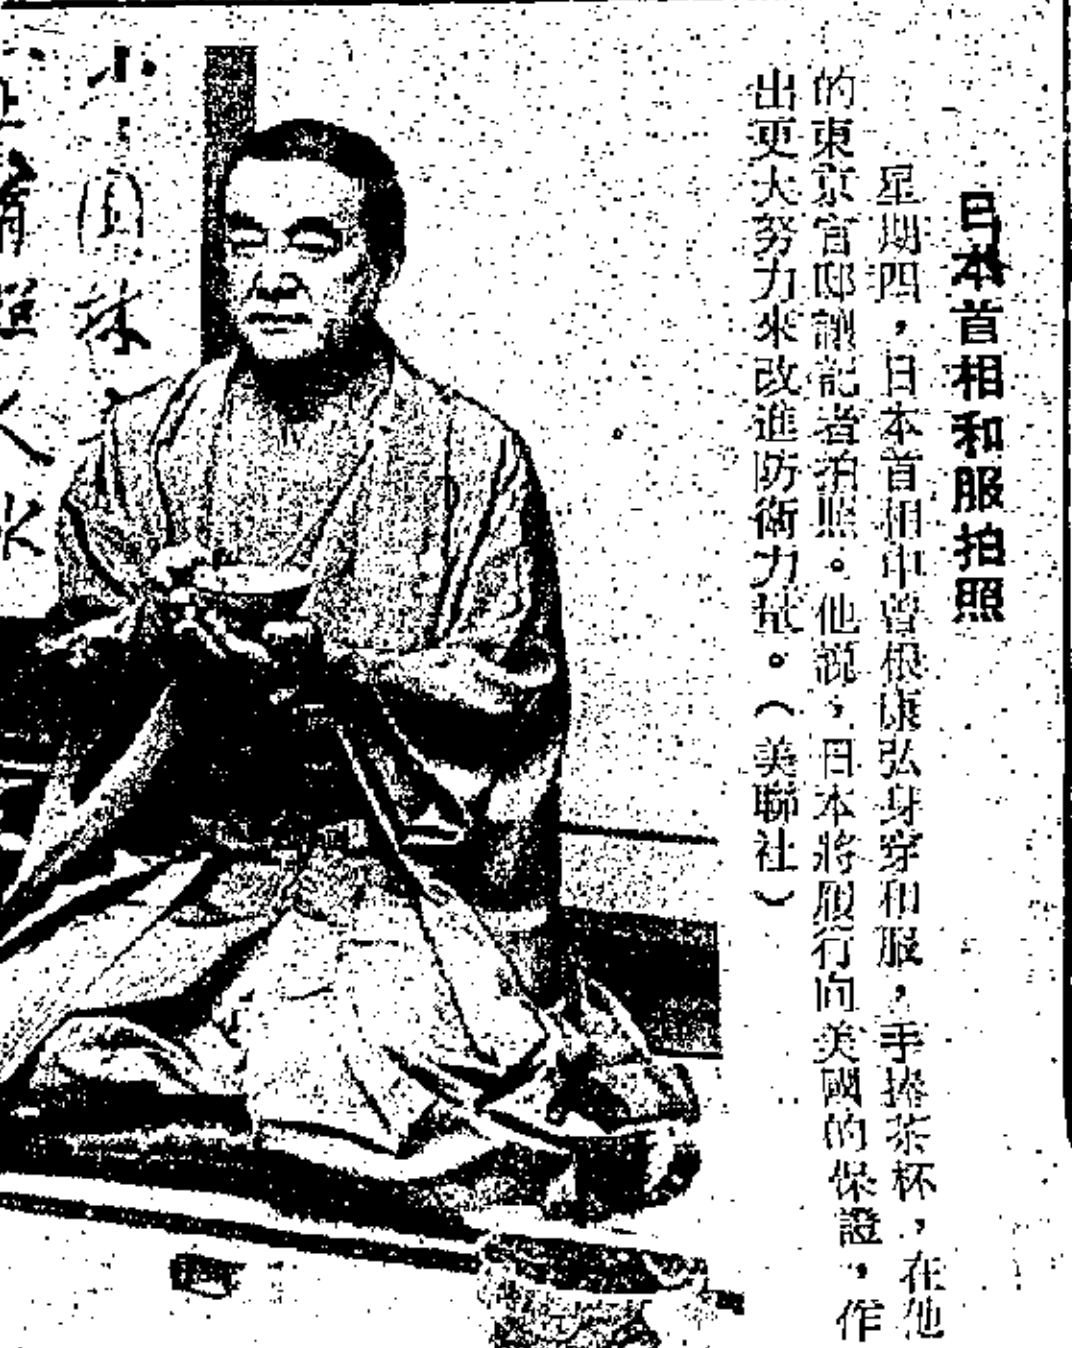 日本首相和服拍照
星期四，日本首相中曾根康弘身穿和服，手捧茶杯，在他
的東京官邸讓記者拍照。他說，日本將履行向美國的保證，作
出更大努力來改進防衛力量。（美聯社）